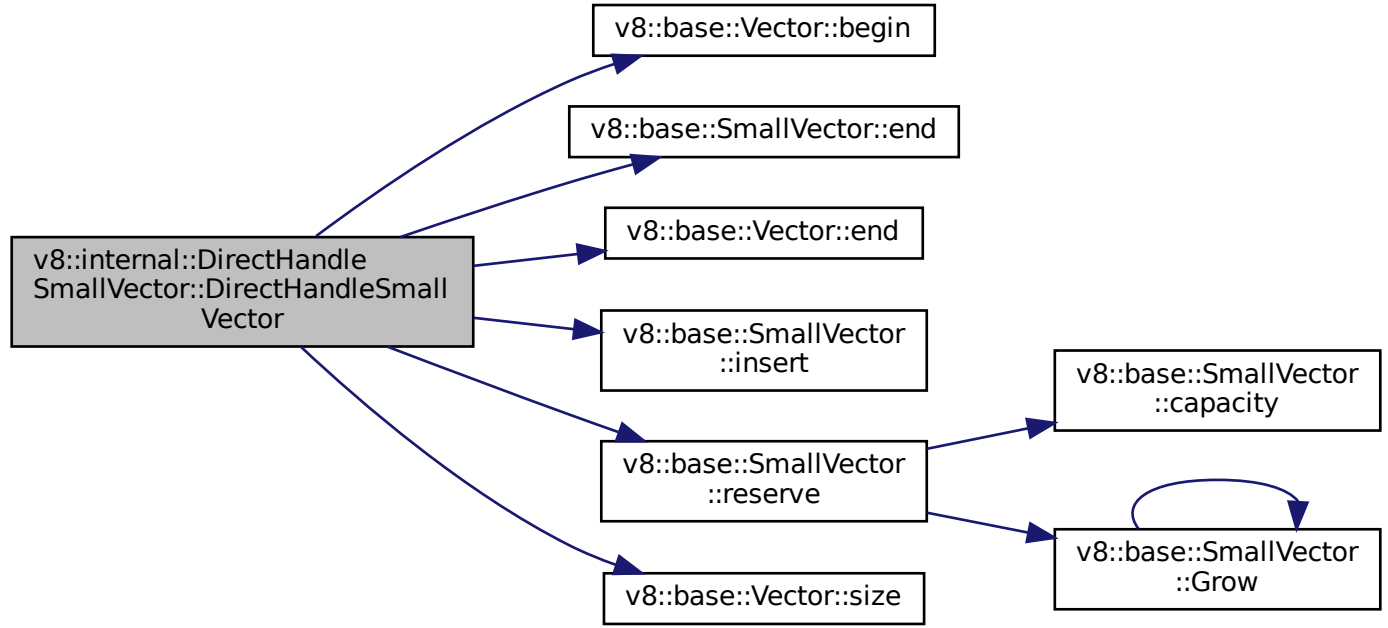 v8::base::Vector::begin
v8::base::SmallVector::end
v8::base::Vector::end
v8::internal::DirectHandle
SmallVector::DirectHandleSmall
Vector
v8::base::SmallVector
::insert
v8::base::SmallVector
::capacity
v8::base::SmallVector
::reserve
v8::base::SmallVector
::Grow
v8::base::Vector::size